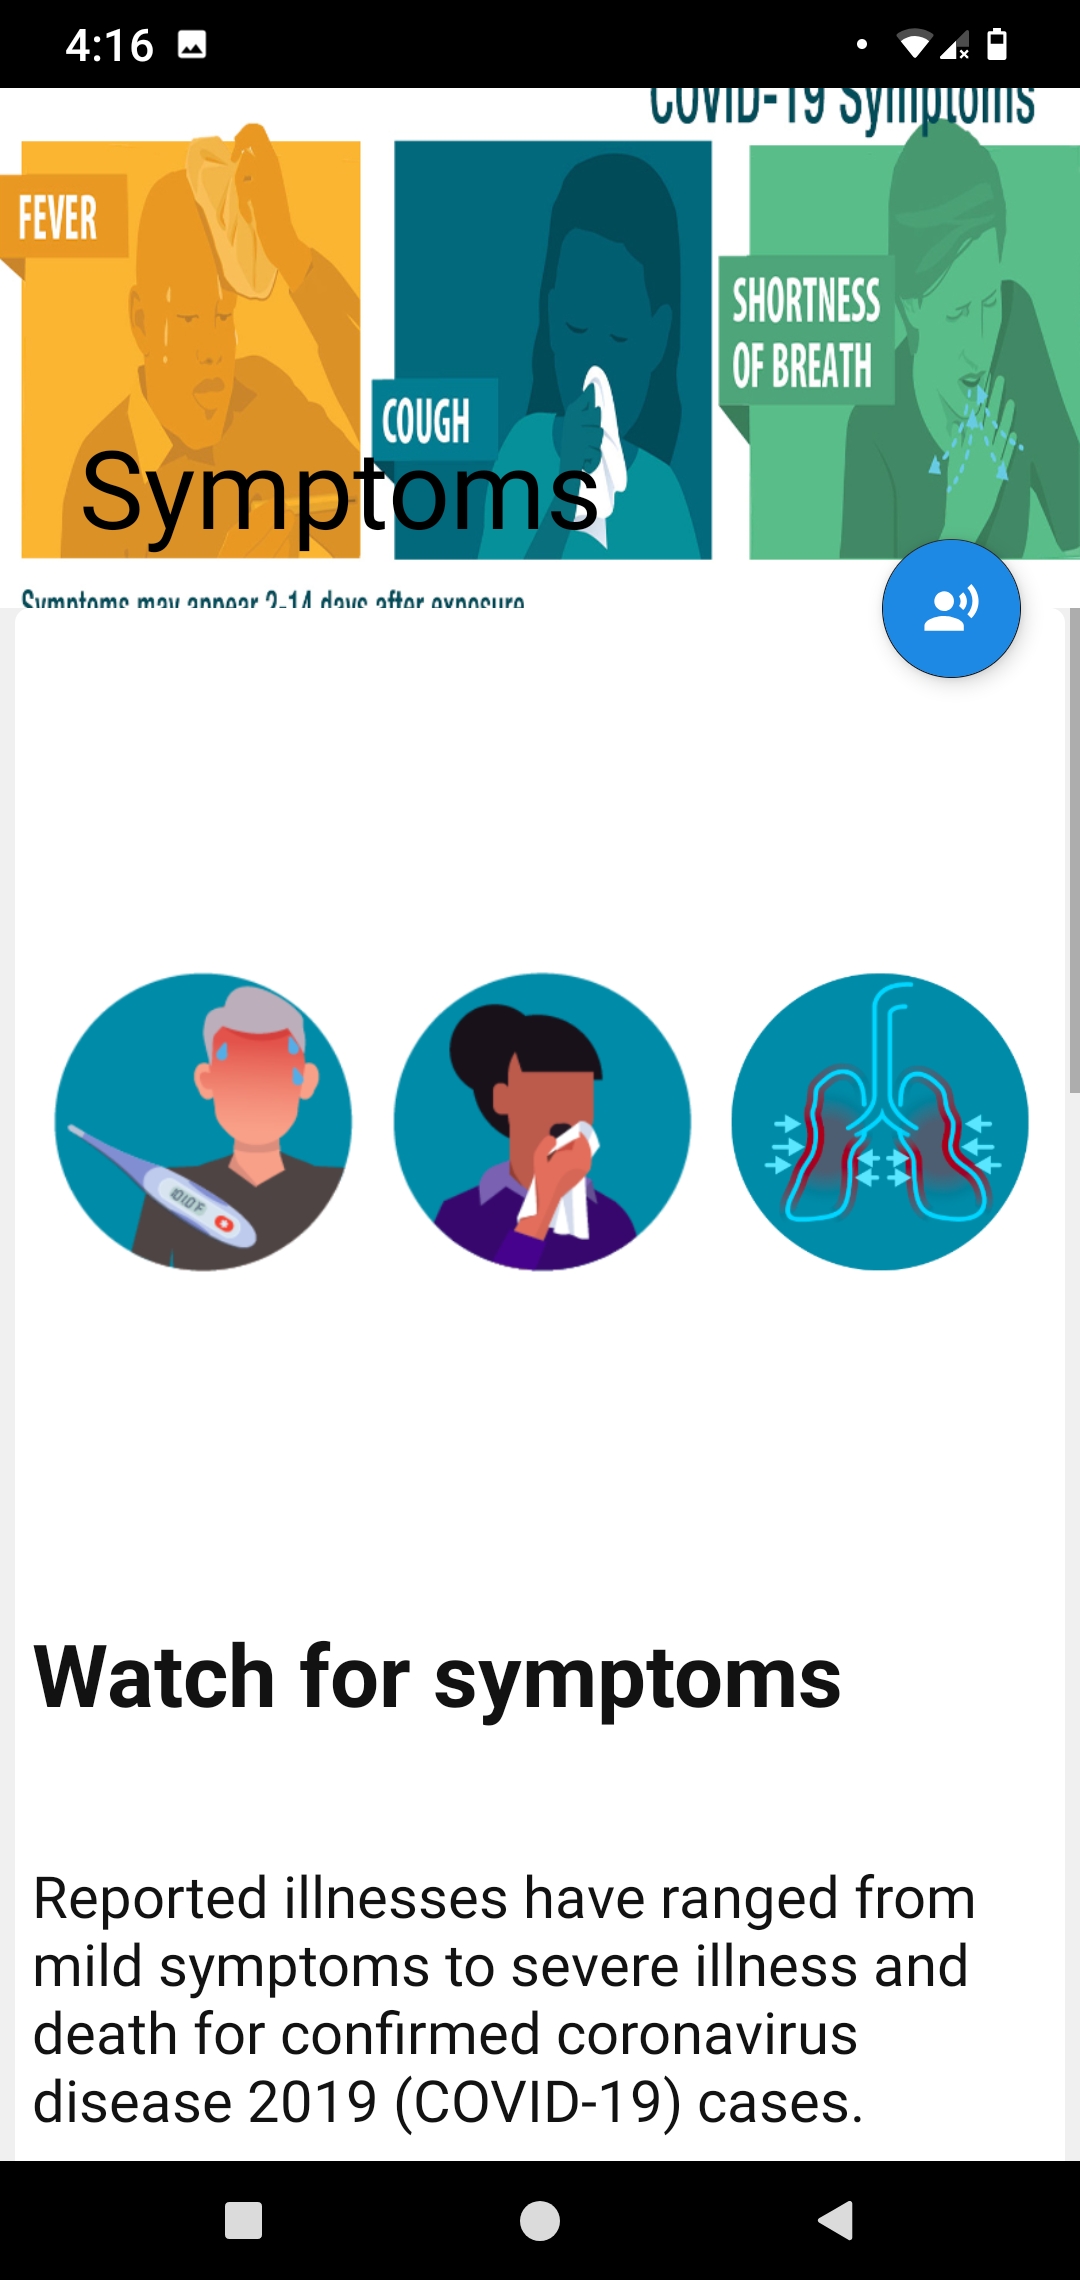 4:16
COVID-19 Symptoms
FEVER
SHORTNESS
OF BREATH
COUGH
Symptoms
Symptoms may appear 2-14 days after exposure
Watch for symptoms
Reported illnesses have ranged from
mild symptoms to severe illness and
death for confirmed coronavirus
disease 2019 (COVID-19) cases.